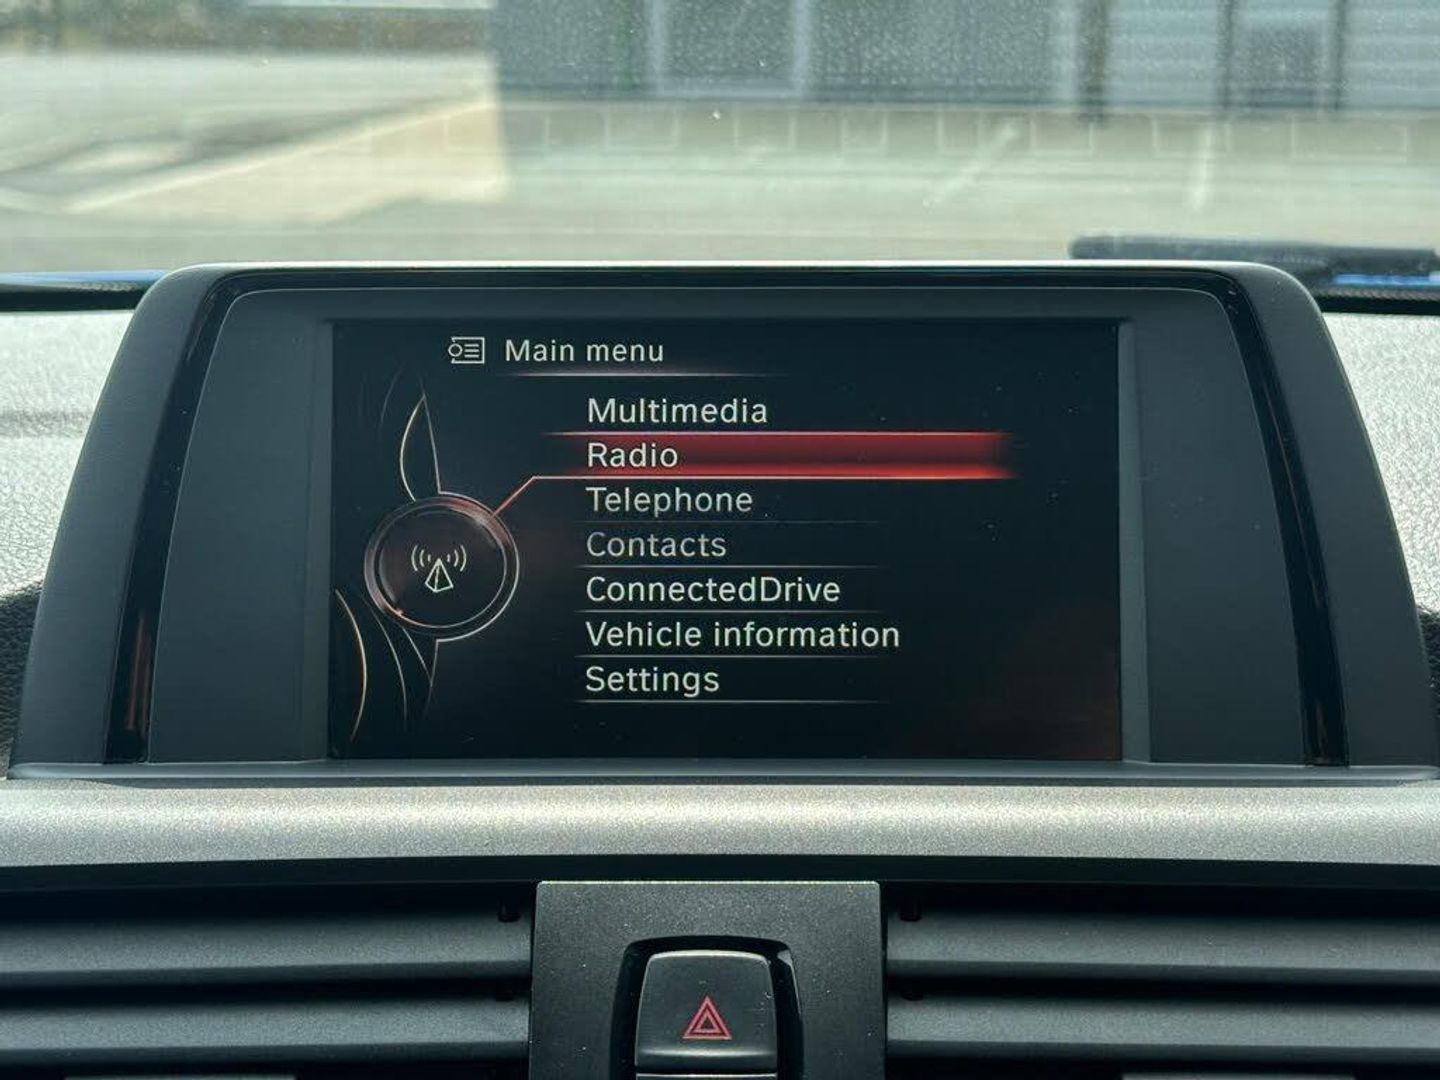 Main menu
Multimedia
Radio
Telephone
Contacts
ConnectedDrive
Vehicle information
Settings